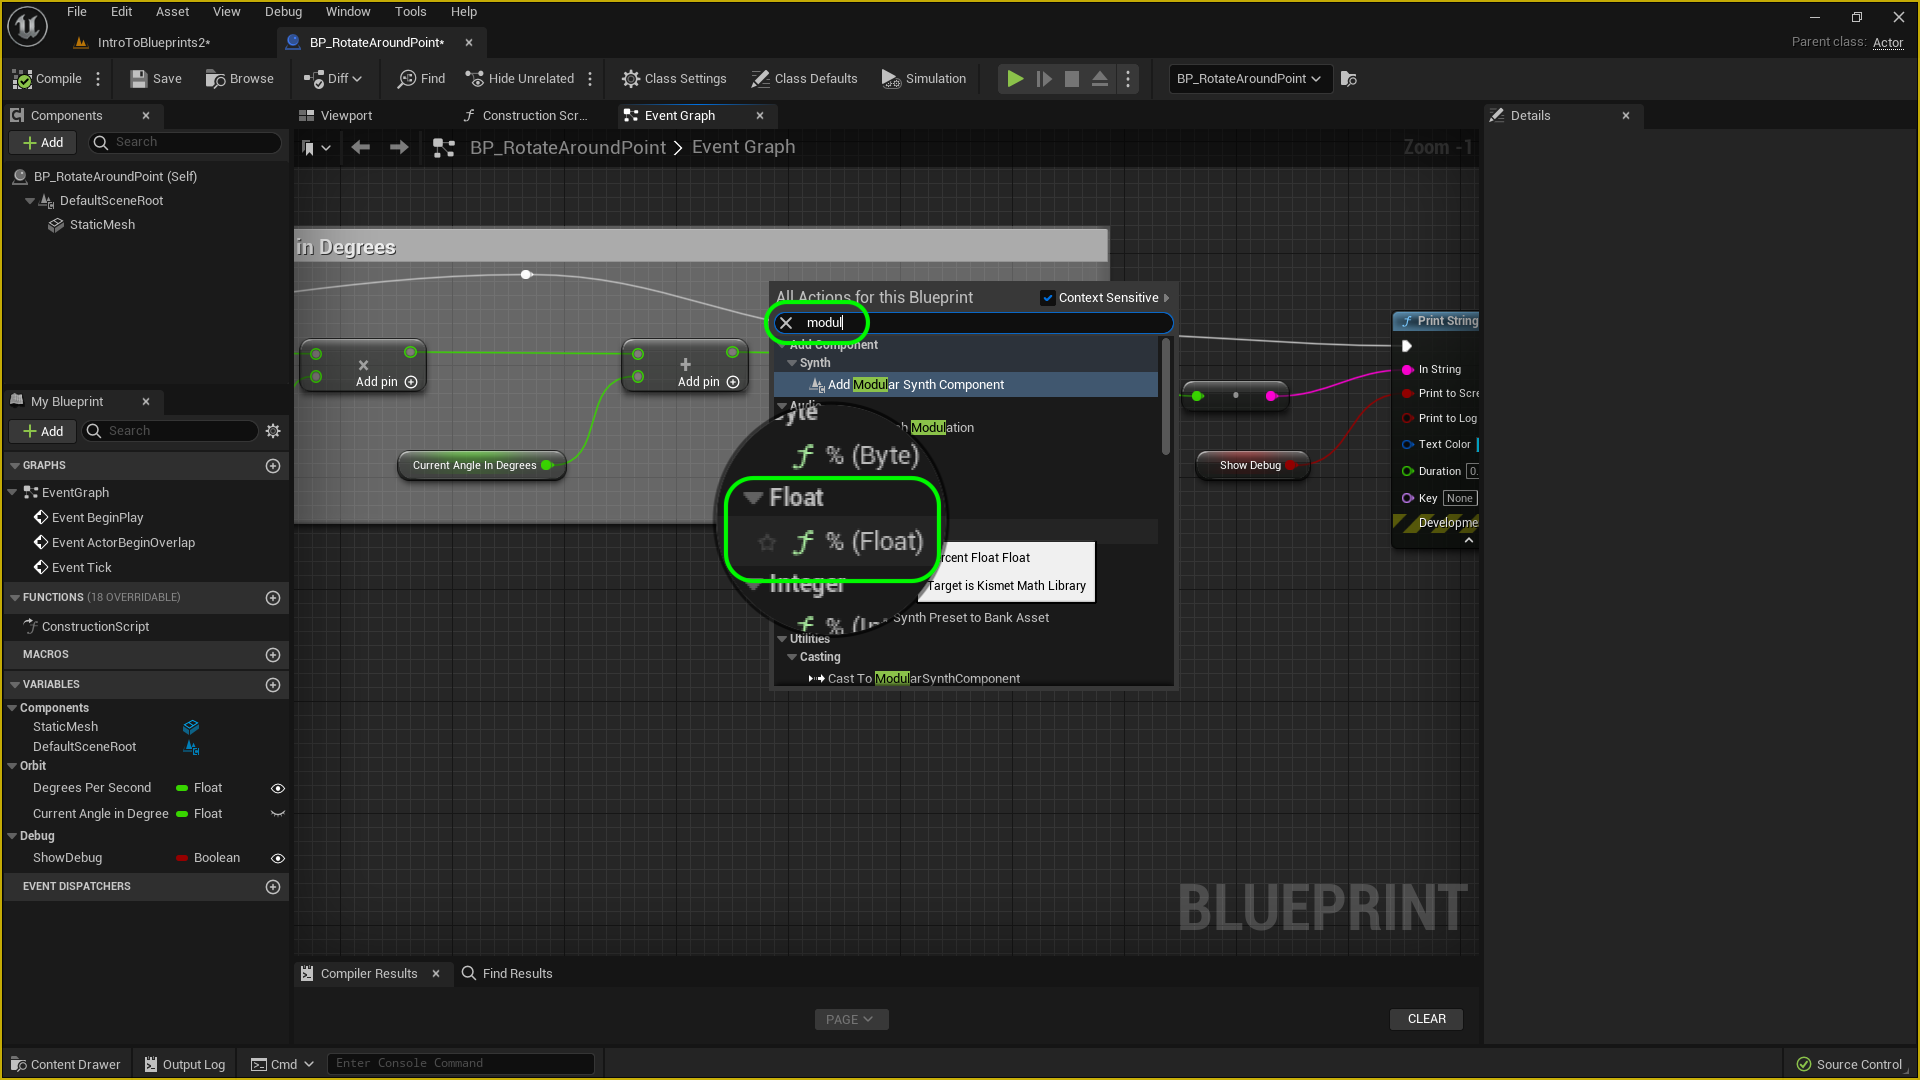 File Edit Asset View Debug Window Tools Help
IntroToBlueprints2*
BP_RotateAroundPoint*
Parent class: Actor
Compile
Save
Browse
Diff
Find
Hide Unrelated
Class Settings
Class Defaults
Simulation
BP_RotateAroundPoint
Components
Viewport
Construction Scr...
Event Graph
Details
Add
Search
BP_RotateAroundPoint > Event Graph
Zoom -1
BP_RotateAroundPoint (Self)
DefaultSceneRoot
StaticMesh
in Degrees
All Actions for this Blueprint
Context Sensitive
modul
Add Component
Synth
Add Modular Synth Component
Audio
Modulation
Byte
% (Byte)
Float
% (Float)
Integer
Float Float
Target is Kismet Math Library
Synth Preset to Bank Asset
Utilities
Casting
Cast To ModularSynthComponent
Add pin
Add pin
Current Angle In Degrees
Show Debug
Print String
In String
Print to Scre
Print to Log
Text Color
Duration 0.
Key None
Developme
My Blueprint
Add
Search
GRAPHS
EventGraph
Event BeginPlay
Event ActorBeginOverlap
Event Tick
FUNCTIONS (18 OVERRIDABLE)
ConstructionScript
MACROS
VARIABLES
Components
StaticMesh
DefaultSceneRoot
Orbit
Degrees Per Second Float
Current Angle in Degree Float
Debug
ShowDebug Boolean
EVENT DISPATCHERS
BLUEPRINT
Compiler Results
Find Results
PAGE
CLEAR
Content Drawer
Output Log
Cmd
Enter Console Command
Source Control